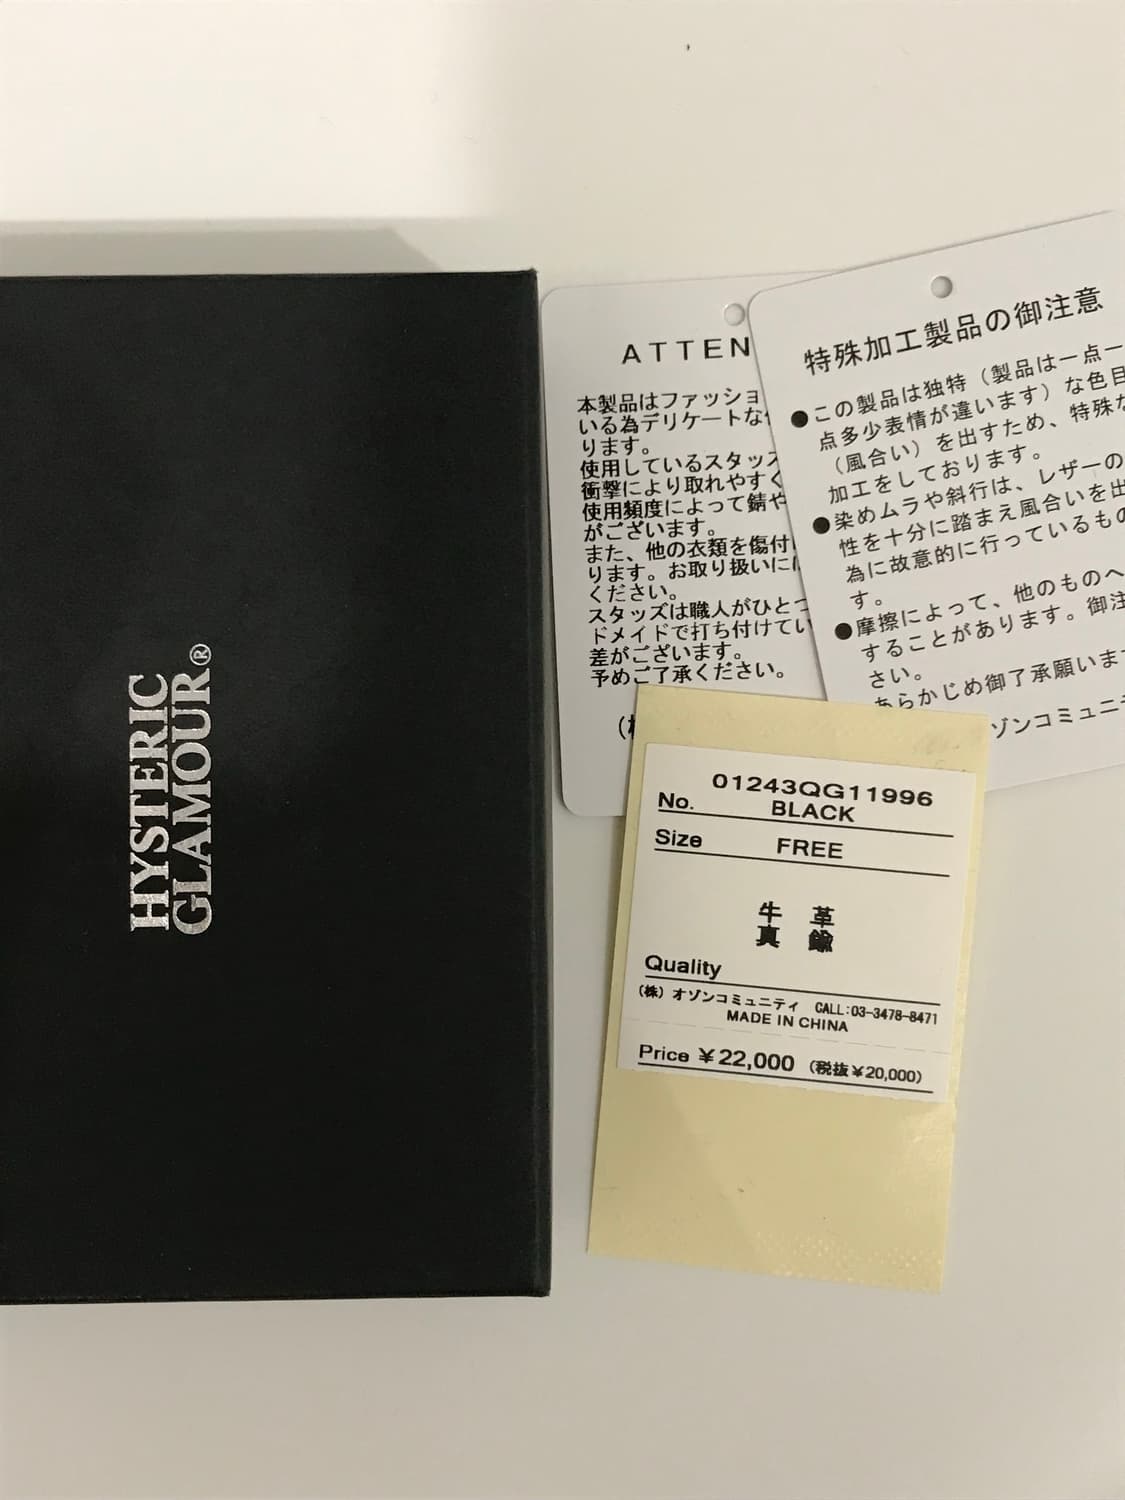 HYSTERIC
GLAMOUR®
ATTEN
本製品はファッショ
いる為デリケートな
ります。
使用しているスタッズ
衝撃により取れやすく
使用頻度によって錆や
がございます。
また、他の衣類を傷付
ります。お取り扱いに
ください。
スタッズは職人がひとつ
ドメイドで打ち付けてい
差がございます。
予めご了承ください。
特殊加工製品の御注意
●この製品は独特（製品は一点一
点多少表情が違います）な色目
（風合い）を出すため、特殊な
加工をしております。
●染めムラや斜行は、レザーの
性を十分に踏まえ風合いを出
為に故意的に行っているもの
す。
●摩擦によって、他のものへ
することがあります。御注
さい。
あらかじめ御了承願います
ゾンコミュニテ
01243QG11996
No. BLACK
Size FREE
牛革
真鍮
Quality
(株) オゾンコミュニティ CALL:03-3478-8471
MADE IN CHINA
Price ¥22,000 (税抜¥20,000)